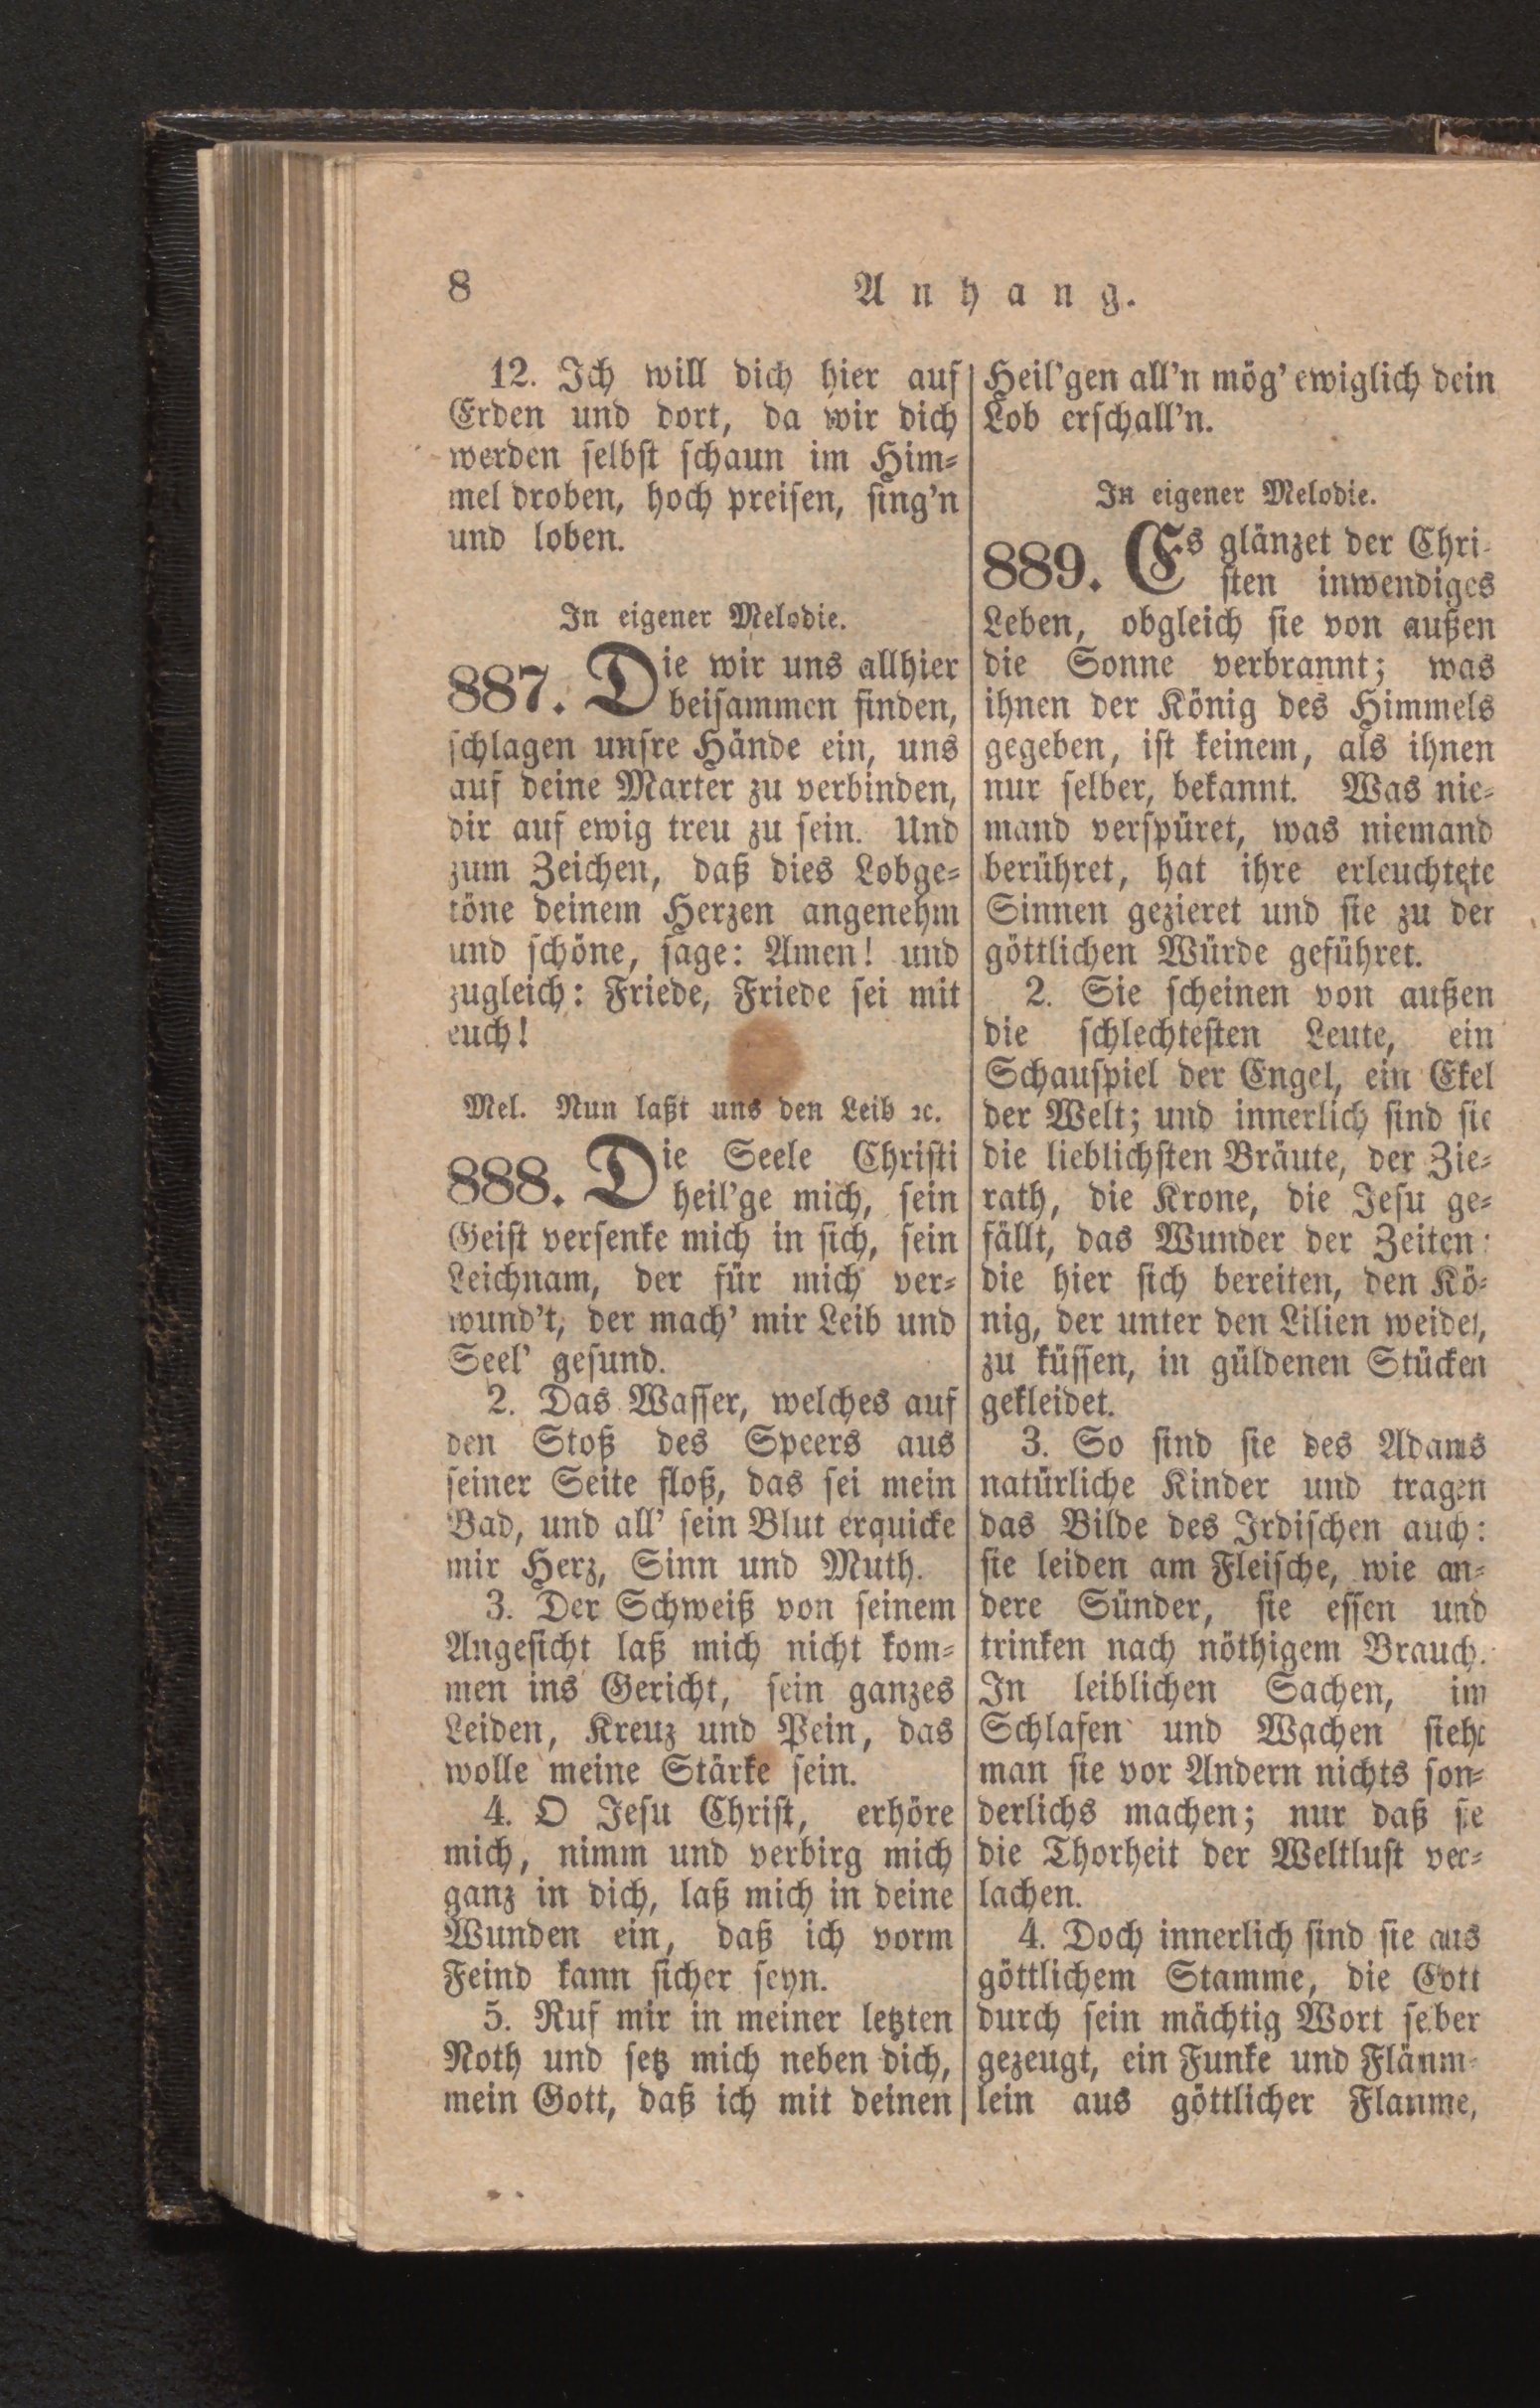 8
Anhang.
12. Ich will dich hier auf
Erden und dort, da wir dich
werden selbst schaun im Him=
mel droben, hoch preisen, sing'n
und loben.
In eigener Melodie.
887. Die wir uns allhier
beisammen finden,
schlagen unsre Hände ein, uns
auf deine Marter zu verbinden,
dir auf ewig treu zu sein. Und
zum Zeichen, daß dies Lobge=
töne deinem Herzen angenehm
und schöne, sage: Amen! und
zugleich: Friede, Friede sei mit
euch!
Mel. Nun laßt uns den Leib ꝛc.
888. Die Seele Christi
heil'ge mich, sein
Geist versenke mich in sich, sein
Leichnam, der für mich ver=
wund't, der mach' mir Leib und
Seel' gesund.
2. Das Wasser, welches auf
den Stoß des Speers aus
seiner Seite floß, das sei mein
Bad, und all' sein Blut erquicke
mir Herz, Sinn und Muth.
3. Der Schweiß von seinem
Angesicht laß mich nicht kom=
men ins Gericht, sein ganzes
Leiden, Kreuz und Pein, das
wolle meine Stärke sein.
4. O Jesu Christ, erhöre
mich, nimm und verbirg mich
ganz in dich, laß mich in deine
Wunden ein, daß ich vorm
Feind kann sicher seyn.
5. Ruf mir in meiner letzten
Noth und setz mich neben dich,
mein Gott, daß ich mit deinen
Heil'gen all'n mög' ewiglich dein
Lob erschall'n.
In eigener Melodie.
889. Es glänzet der Chri=
sten inwendiges
Leben, obgleich sie von außen
die Sonne verbrannt; was
ihnen der König des Himmels
gegeben, ist keinem, als ihnen
nur selber, bekannt. Was nie=
mand verspüret, was niemand
berühret, hat ihre erleuchtete
Sinnen gezieret und sie zu der
göttlichen Würde geführet.
2. Sie scheinen von außen
die schlechtesten Leute, ein
Schauspiel der Engel, ein Ekel
der Welt; und innerlich sind sie
die lieblichsten Bräute, der Zie=
rath, die Krone, die Jesu ge=
fällt, das Wunder der Zeiten:
die hier sich bereiten, den Kö=
nig, der unter den Lilien weidet,
zu küssen, in güldenen Stücken
gekleidet.
3. So sind sie des Adams
natürliche Kinder und tragen
das Bilde des Irdischen auch:
sie leiden am Fleische, wie an=
dere Sünder, sie essen und
trinken nach nöthigem Brauch.
In leiblichen Sachen, im
Schlafen und Wachen sieht
man sie vor Andern nichts son=
derlichs machen; nur daß sie
die Thorheit der Weltlust ver=
lachen.
4. Doch innerlich sind sie aus
göttlichem Stamme, die Gott
durch sein mächtig Wort selber
gezeugt, ein Funke und Flämm=
lein aus göttlicher Flamme,